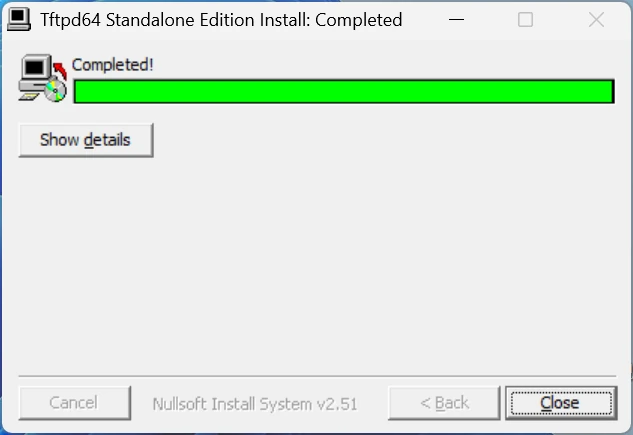 Tftpd64 Standalone Edition Install: Completed
Completed!
Show details
Cancel
Nullsoft Install System v2.51
< Back
Close